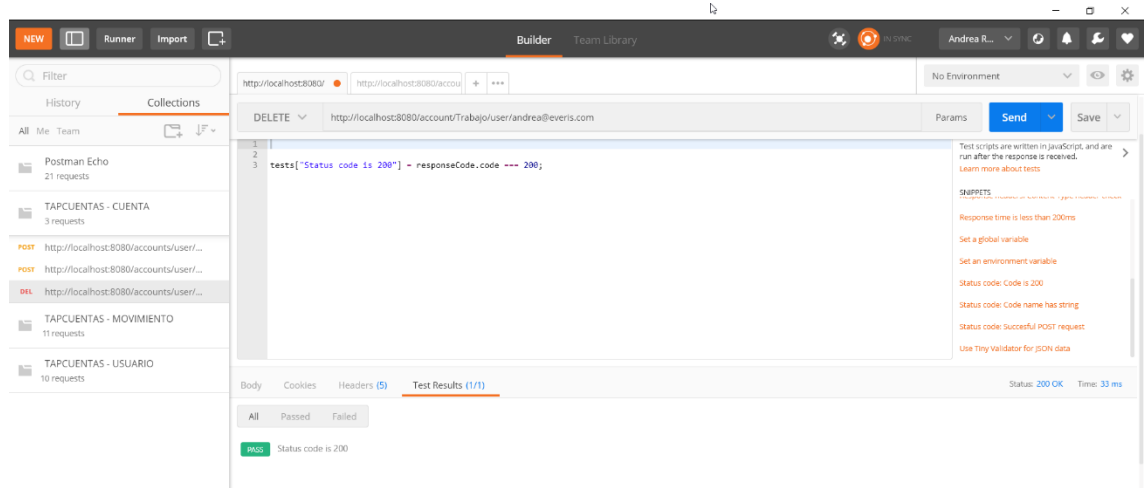 NEW Runner Import Builder Team Library IN SYNC Andrea R...
Filter
History Collections
All Me Team
Postman Echo
21 requests
TAPCUENTAS - CUENTA
3 requests
POST http://localhost:8080/accounts/user/...
POST http://localhost:8080/accounts/user/...
DEL http://localhost:8080/accounts/user/...
TAPCUENTAS - MOVIMIENTO
11 requests
TAPCUENTAS - USUARIO
10 requests
http://localhost:8080/ http://localhost:8080/accou + ••• No Environment
DELETE http://localhost:8080/account/Trabajo/user/andrea@everis.com Params Send Save
1
2
3 tests["Status code is 200"] = responseCode.code === 200;
Test scripts are written in JavaScript, and are
run after the response is received.
Learn more about tests
SNIPPETS
Response time is less than 200ms
Set a global variable
Set an environment variable
Status code: Code is 200
Status code: Code name has string
Status code: Succesful POST request
Use Tiny Validator for JSON data
Body Cookies Headers (5) Test Results (1/1) Status: 200 OK Time: 33 ms
All Passed Failed
PASS Status code is 200